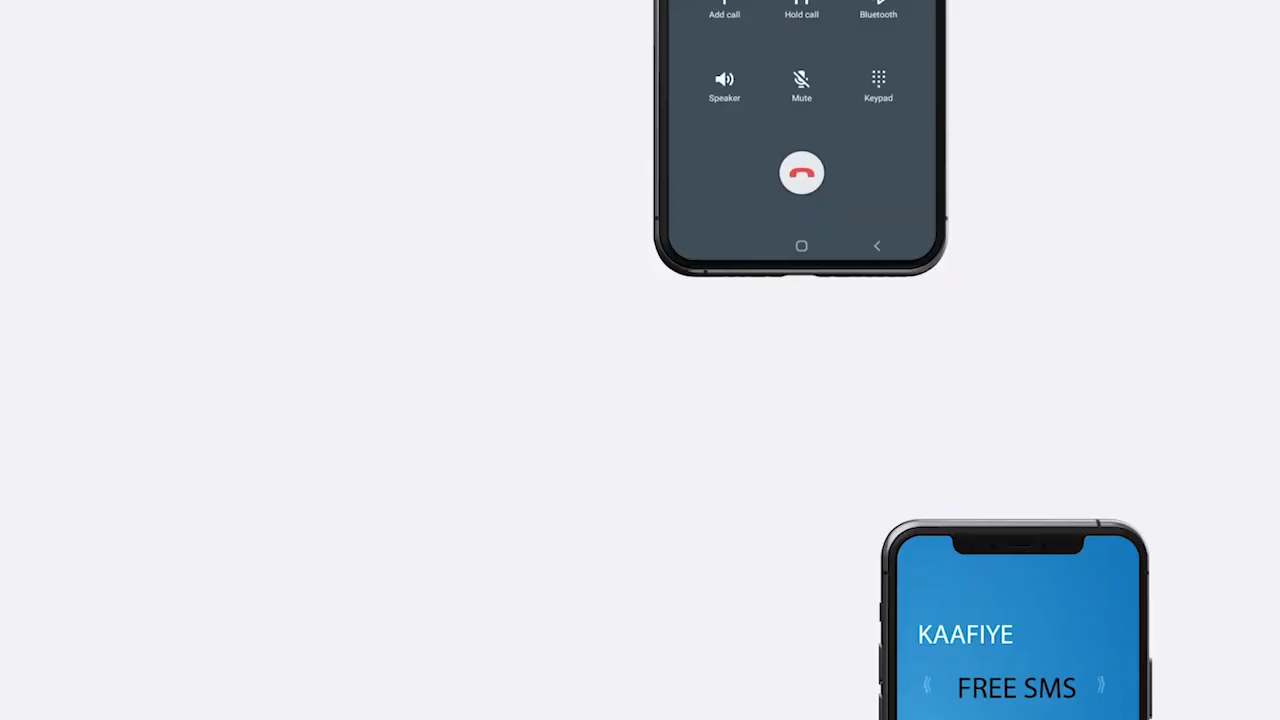 Add call Hold call Bluetooth
Speaker Mute Keypad
KAAFIYE
FREE SMS